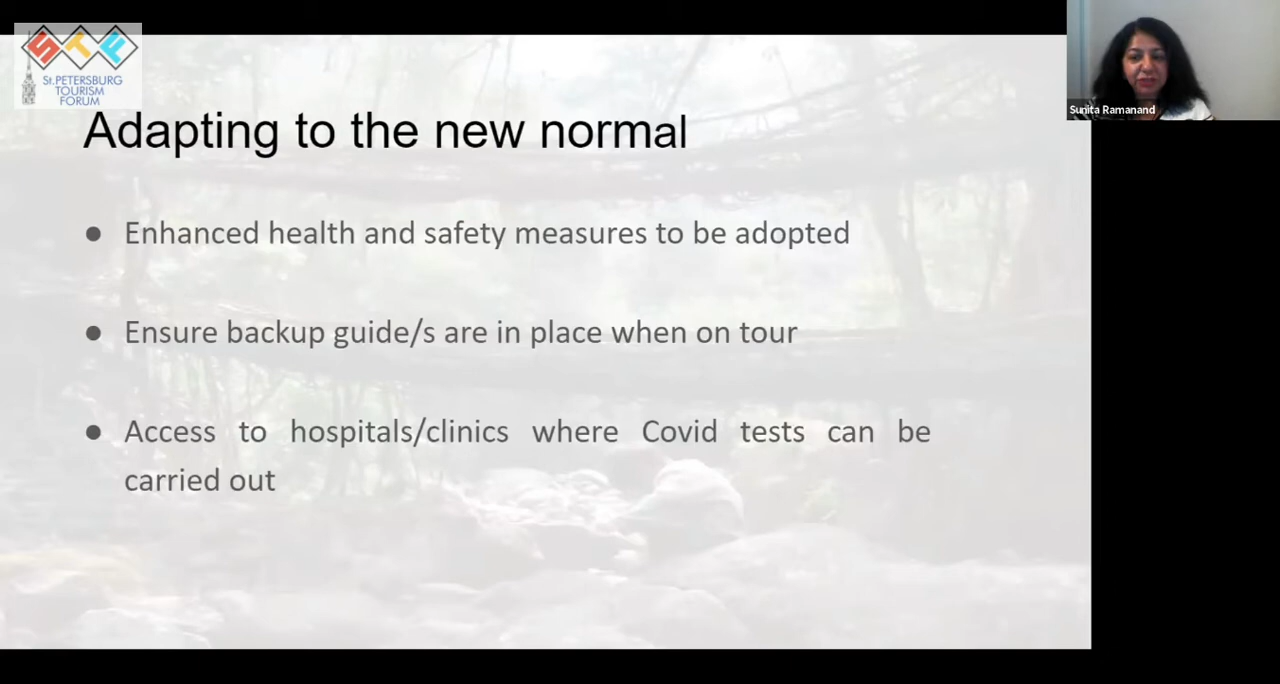 STF
St.PETERSBURG
TOURISM
FORUM
Sunita Ramanand
Adapting to the new normal
● Enhanced health and safety measures to be adopted
● Ensure backup guide/s are in place when on tour
● Access to hospitals/clinics where Covid tests can be
carried out